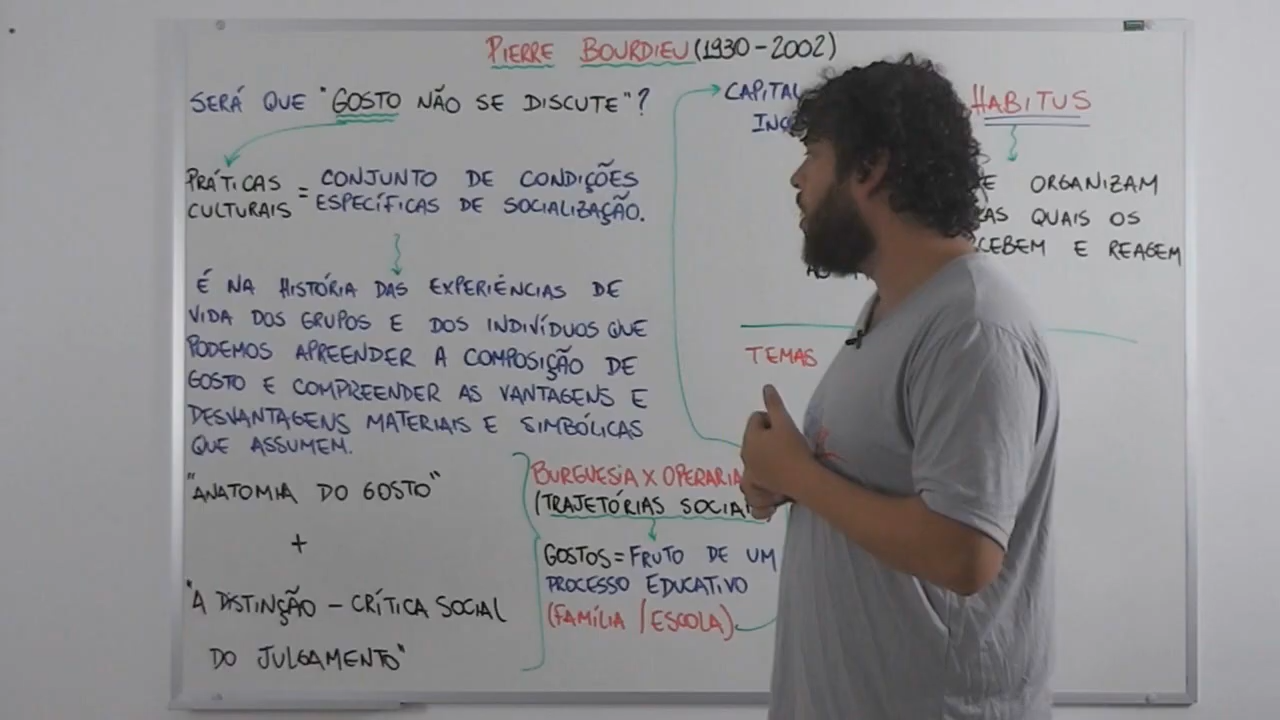 PIERRE BOURDIEU (1930-2002)
SERÁ QUE "GOSTO NÃO SE DISCUTE"?
PRÁTICAS CULTURAIS = CONJUNTO DE CONDIÇÕES
ESPECÍFICAS DE SOCIALIZAÇÃO.
É NA HISTÓRIA DAS EXPERIÊNCIAS DE
VIDA DOS GRUPOS E DOS INDIVÍDUOS QUE
PODEMOS APREENDER A COMPOSIÇÃO DE
GOSTO E COMPREENDER AS VANTAGENS E
DESVANTAGENS MATERIAIS E SIMBÓLICAS
QUE ASSUMEM.
"ANATOMIA DO GOSTO"
+
"A DISTINÇÃO - CRÍTICA SOCIAL
DO JULGAMENTO"
BURGUESIA X
(TRAJETÓRIAS
GOSTOS = FRUTO DE UM
PROCESSO EDUCATIVO
(FAMÍLIA / ESCOLA)
CAPITAL
HABITUS
ORGANIZAM
QUAIS OS
E REAGEM
TEMAS